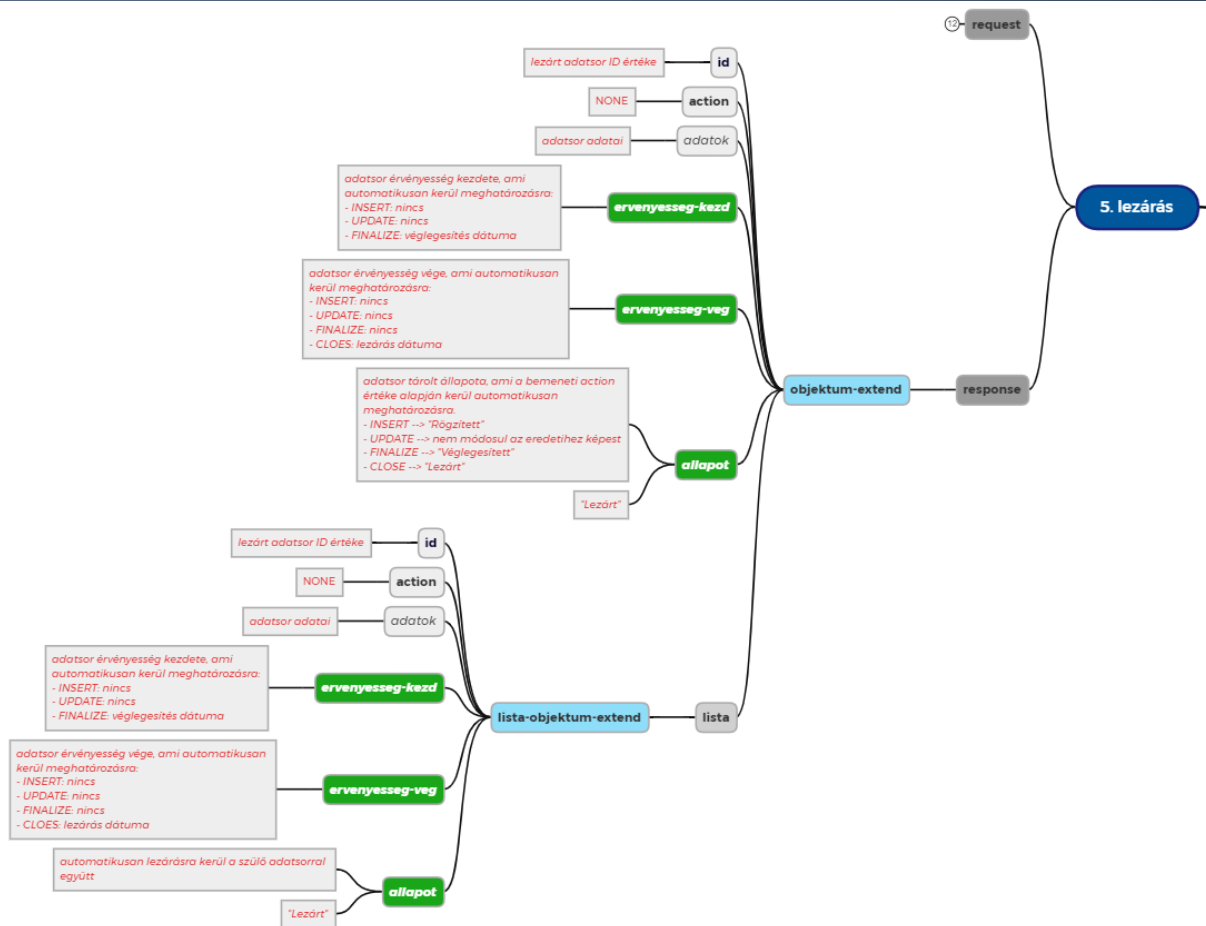 12
request
5. lezárás
response
objektum-extend
lezárt adatsor ID értéke
id
NONE
action
adatsor adatai
adatok
adatsor érvényesség kezdete, ami
automatikusan kerül meghatározásra:
- INSERT: nincs
- UPDATE: nincs
- FINALIZE: véglegesítés dátuma
ervenyesseg-kezd
adatsor érvényesség vége, ami automatikusan
kerül meghatározásra:
- INSERT: nincs
- UPDATE: nincs
- FINALIZE: nincs
- CLOES: lezárás dátuma
ervenyesseg-veg
adatsor tárolt állapota, ami a bemeneti action
értéke alapján kerül automatikusan
meghatározásra.
- INSERT --> "Rögzített"
- UPDATE --> nem módosul az eredetihez képest
- FINALIZE --> "Véglegesített"
- CLOSE --> "Lezárt"
allapot
"Lezárt"
lista
lista-objektum-extend
lezárt adatsor ID értéke
id
NONE
action
adatsor adatai
adatok
adatsor érvényesség kezdete, ami
automatikusan kerül meghatározásra:
- INSERT: nincs
- UPDATE: nincs
- FINALIZE: véglegesítés dátuma
ervenyesseg-kezd
adatsor érvényesség vége, ami automatikusan
kerül meghatározásra:
- INSERT: nincs
- UPDATE: nincs
- FINALIZE: nincs
- CLOES: lezárás dátuma
ervenyesseg-veg
automatikusan lezárásra kerül a szülő adatsorral
együtt
allapot
"Lezárt"